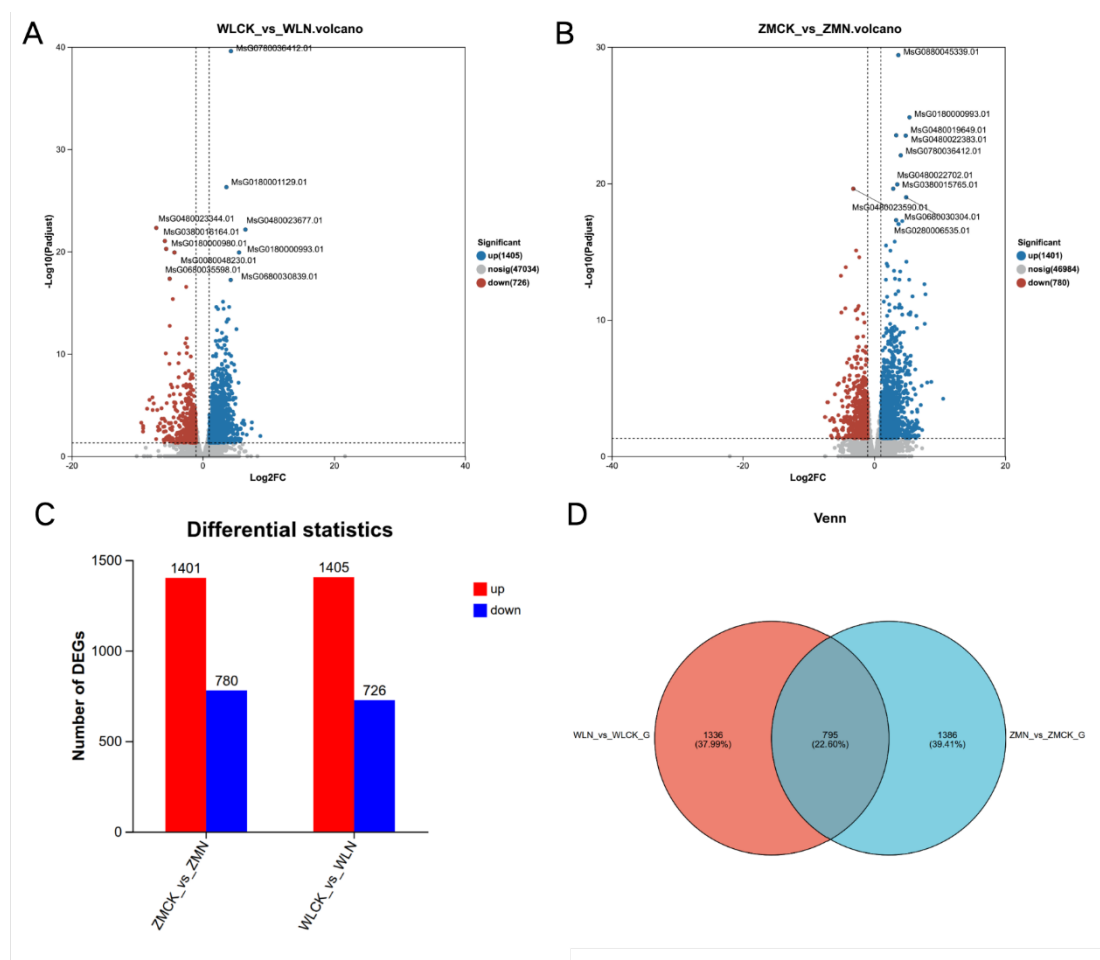 A
WLCK_vs_WLN.volcano
40
30
20
10
0
-20
0
20
40
-Log10(Padjust)
Log2FC
MsG0780036412.01
MsG0180001129.01
MsG0480023344.01
MsG0480023677.01
MsG0380016164.01
MsG0180000980.01
MsG0180000993.01
MsG0080048230.01
MsG0680035598.01
MsG0680030839.01
Significant
up(1405)
nosig(47034)
down(726)
B
ZMCK_vs_ZMN.volcano
30
20
10
0
-40
-20
0
20
-Log10(Padjust)
Log2FC
MsG0880045339.01
MsG0180000993.01
MsG0480019649.01
MsG0480022383.01
MsG0780036412.01
MsG0480022702.01
MsG0380015765.01
MsG0480023590.01
MsG0680030304.01
MsG0280006535.01
Significant
up(1401)
nosig(46984)
down(780)
C
Differential statistics
1500
1000
500
0
Number of DEGs
1401
780
1405
726
ZMCK_vs_ZMN
WLCK_vs_WLN
up
down
D
Venn
WLN_vs_WLCK_G
1336
(37.99%)
795
(22.60%)
1386
(39.41%)
ZMN_vs_ZMCK_G